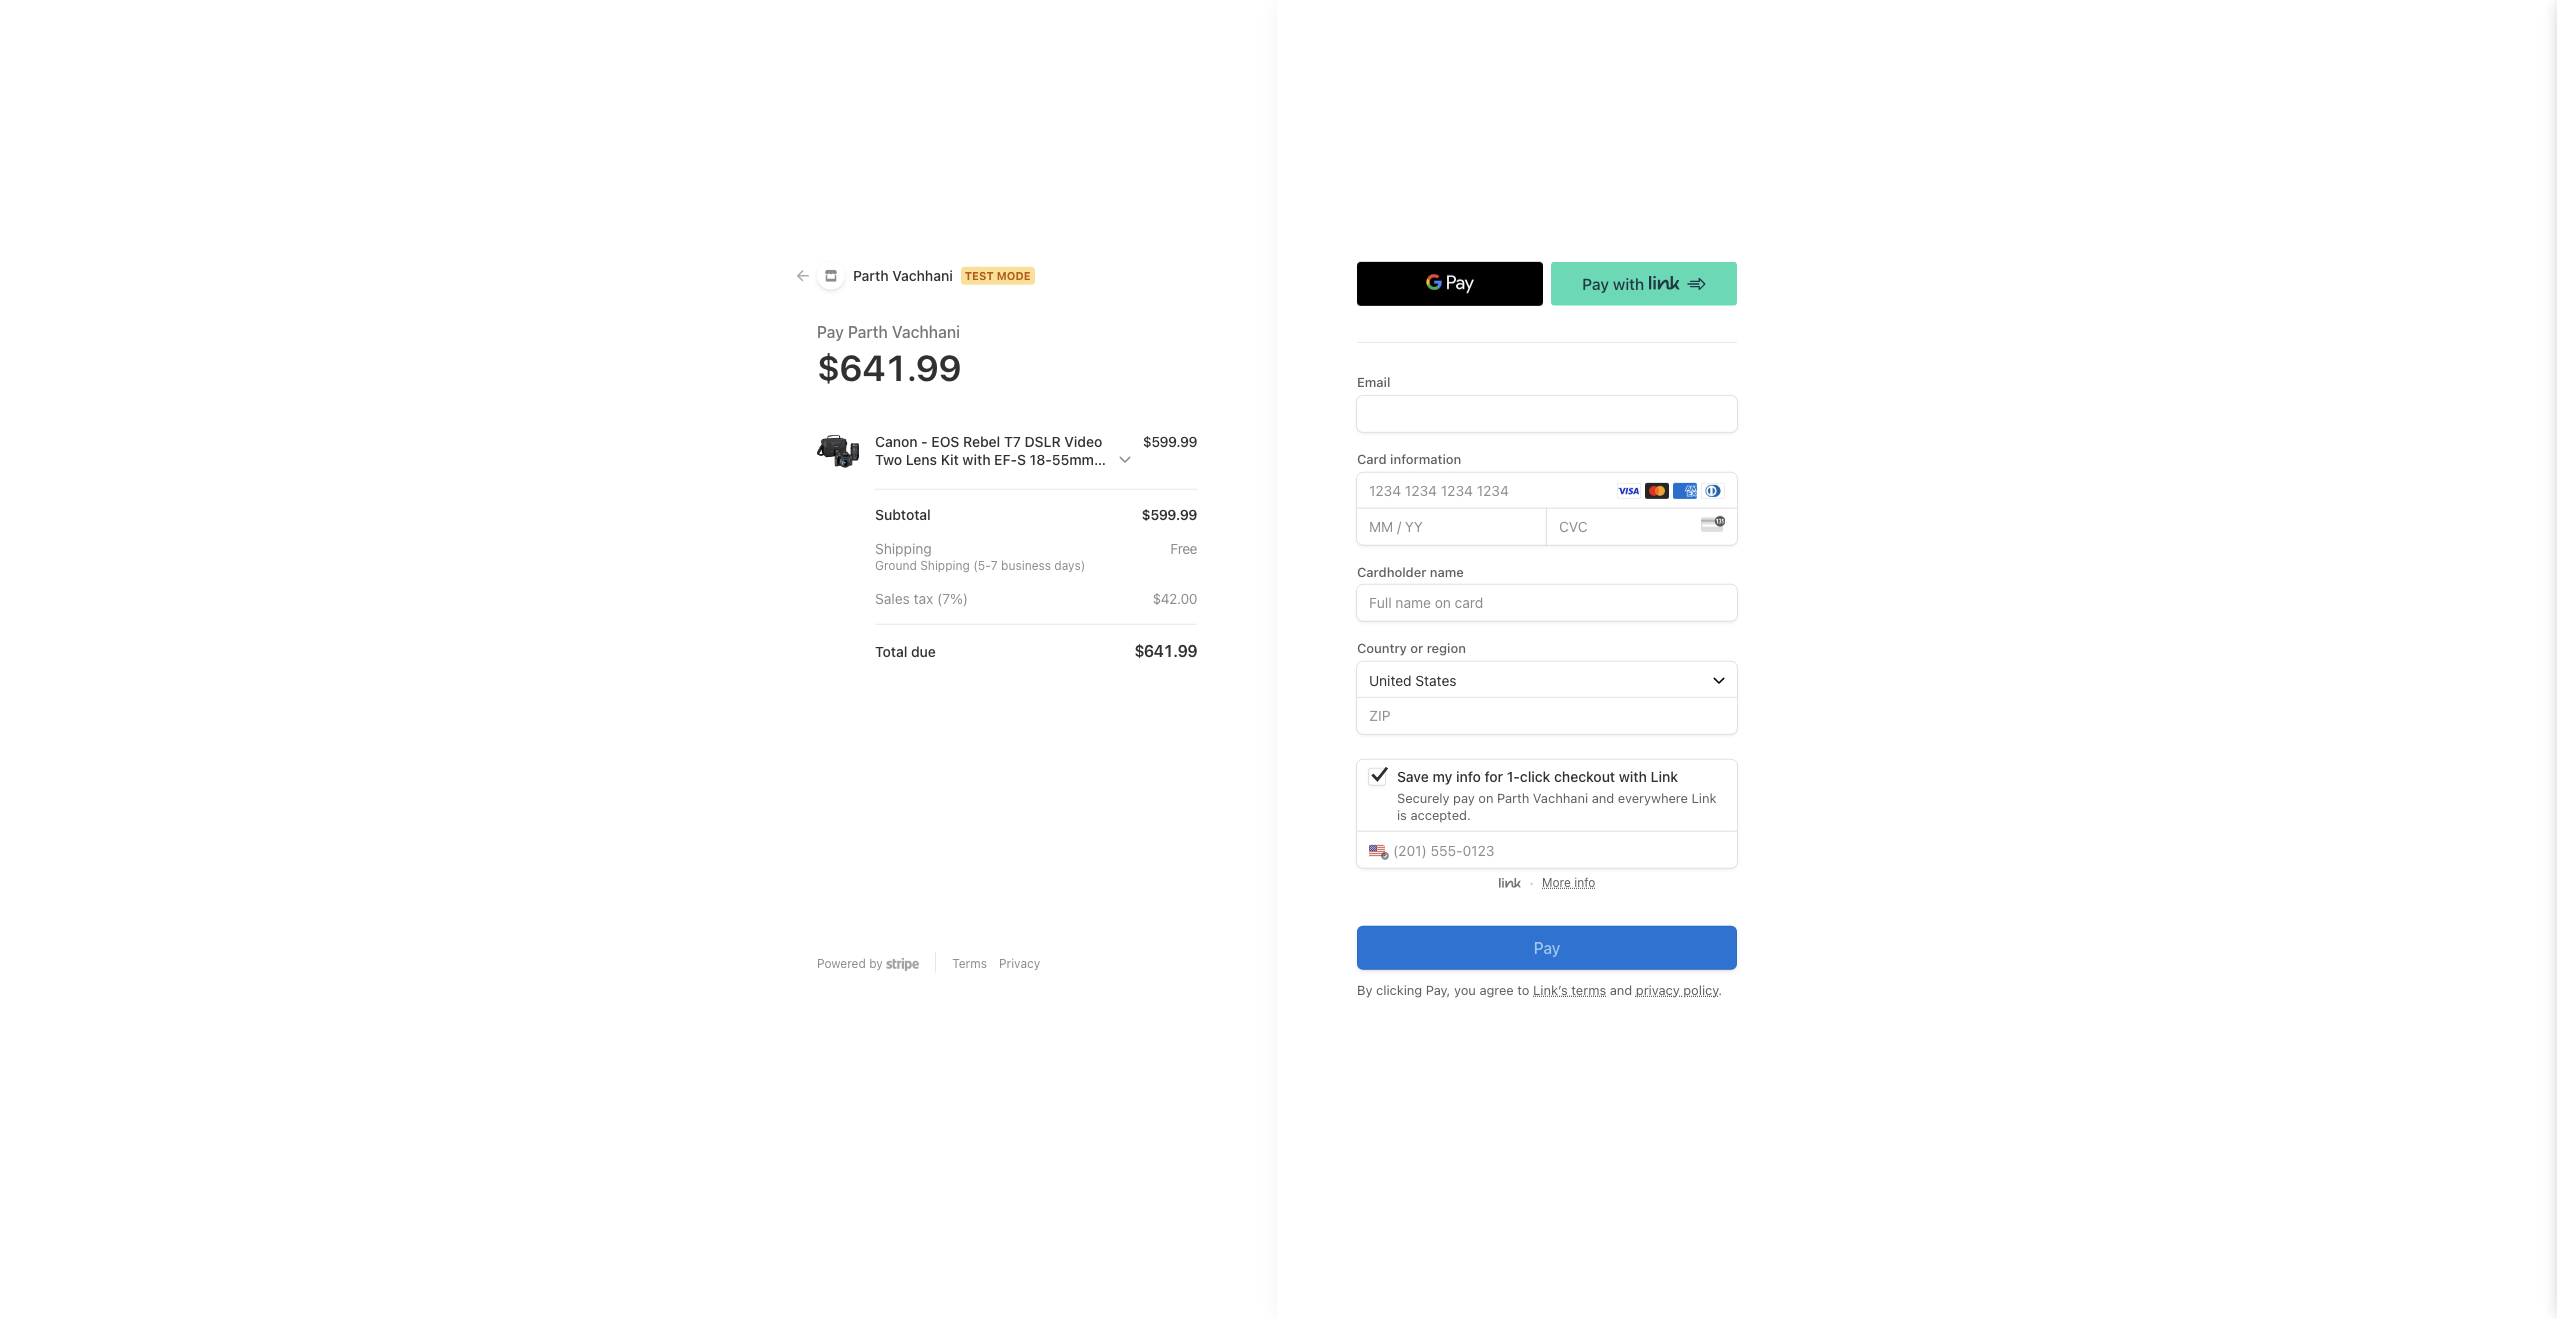 Parth Vachhani TEST MODE
Pay Parth Vachhani
$641.99
Canon - EOS Rebel T7 DSLR Video $599.99
Two Lens Kit with EF-S 18-55mm...
Subtotal $599.99
Shipping Free
Ground Shipping (5-7 business days)
Sales tax (7%) $42.00
Total due $641.99
Powered by stripe Terms Privacy
G Pay Pay with link
Email
Card information
1234 1234 1234 1234 VISA
MM / YY CVC
Cardholder name
Full name on card
Country or region
United States
ZIP
Save my info for 1-click checkout with Link
Securely pay on Parth Vachhani and everywhere Link
is accepted.
(201) 555-0123
link · More info
Pay
By clicking Pay, you agree to Link's terms and privacy policy.